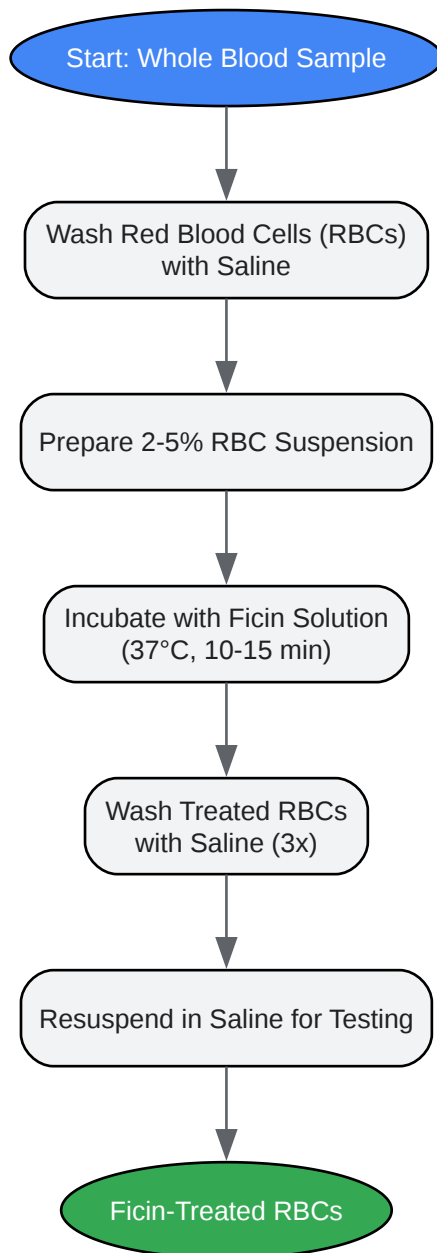 Start: Whole Blood Sample
Wash Red Blood Cells (RBCs)
with Saline
Prepare 2-5% RBC Suspension
Incubate with Ficin Solution
(37°C, 10-15 min)
Wash Treated RBCs
with Saline (3x)
Resuspend in Saline for Testing
Ficin-Treated RBCs